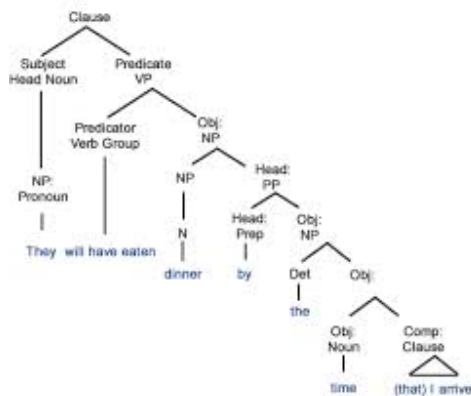 Clause
Subject Predicate
Head Noun VP
Predicator Obj:
Verb Group NP
NP: NP Head:
Pronoun PP
Head: Obj:
Prep NP
N
They will have eaten
dinner by Det Obj:
the
Obj: Comp:
Noun Clause
time (that) I arrive